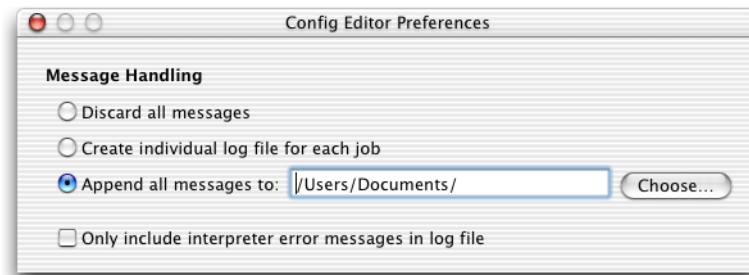 Config Editor Preferences
Message Handling
Discard all messages
Create individual log file for each job
Append all messages to: /Users/Documents/ Choose...
Only include interpreter error messages in log file